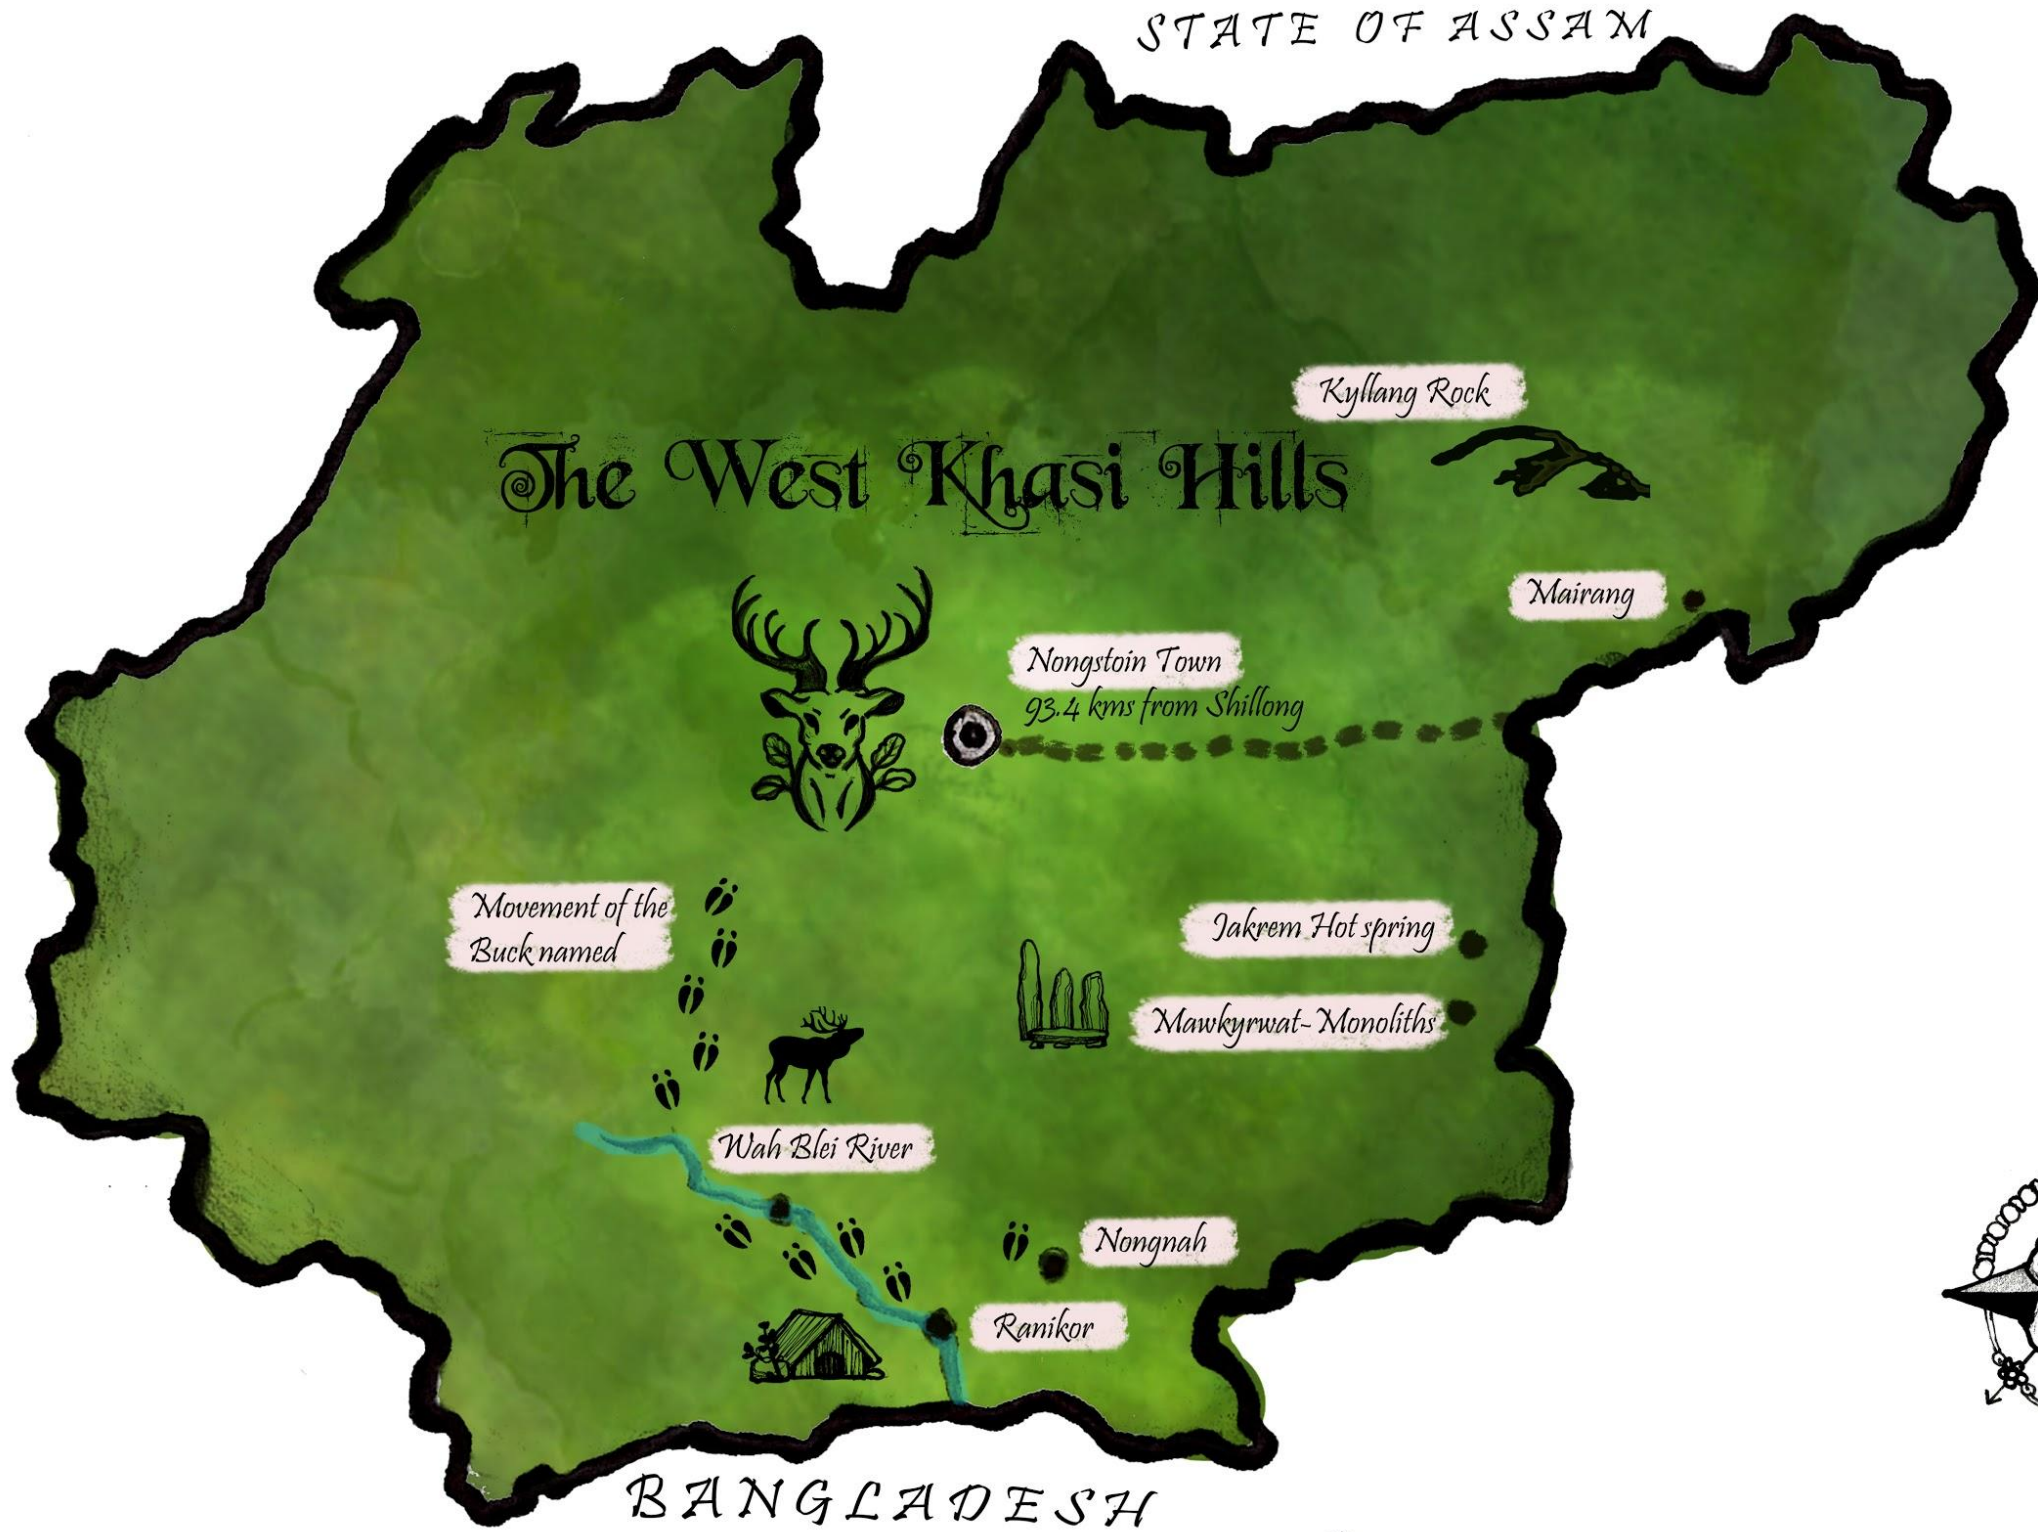 STATE OF ASSAM
Kyllang Rock
The West Khasi Hills
Mairang
Nongstoin Town
93.4 kms from Shillong
Movement of the
Buck named
Jakrem Hot spring
Mawkyrwat- Monoliths
Wah Blei River
Nongnah
Ranikor
BANGLADESH